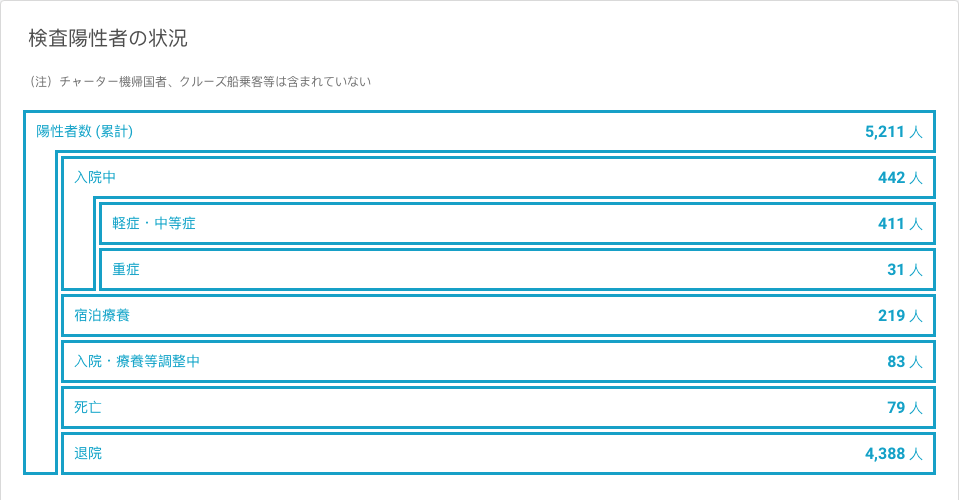 検査陽性者の状況
（注）チャーター機帰国者、クルーズ船乗客等は含まれていない
陽性者数 (累計) 5,211 人
入院中 442 人
軽症・中等症 411 人
重症 31 人
宿泊療養 219 人
入院・療養等調整中 83 人
死亡 79 人
退院 4,388 人